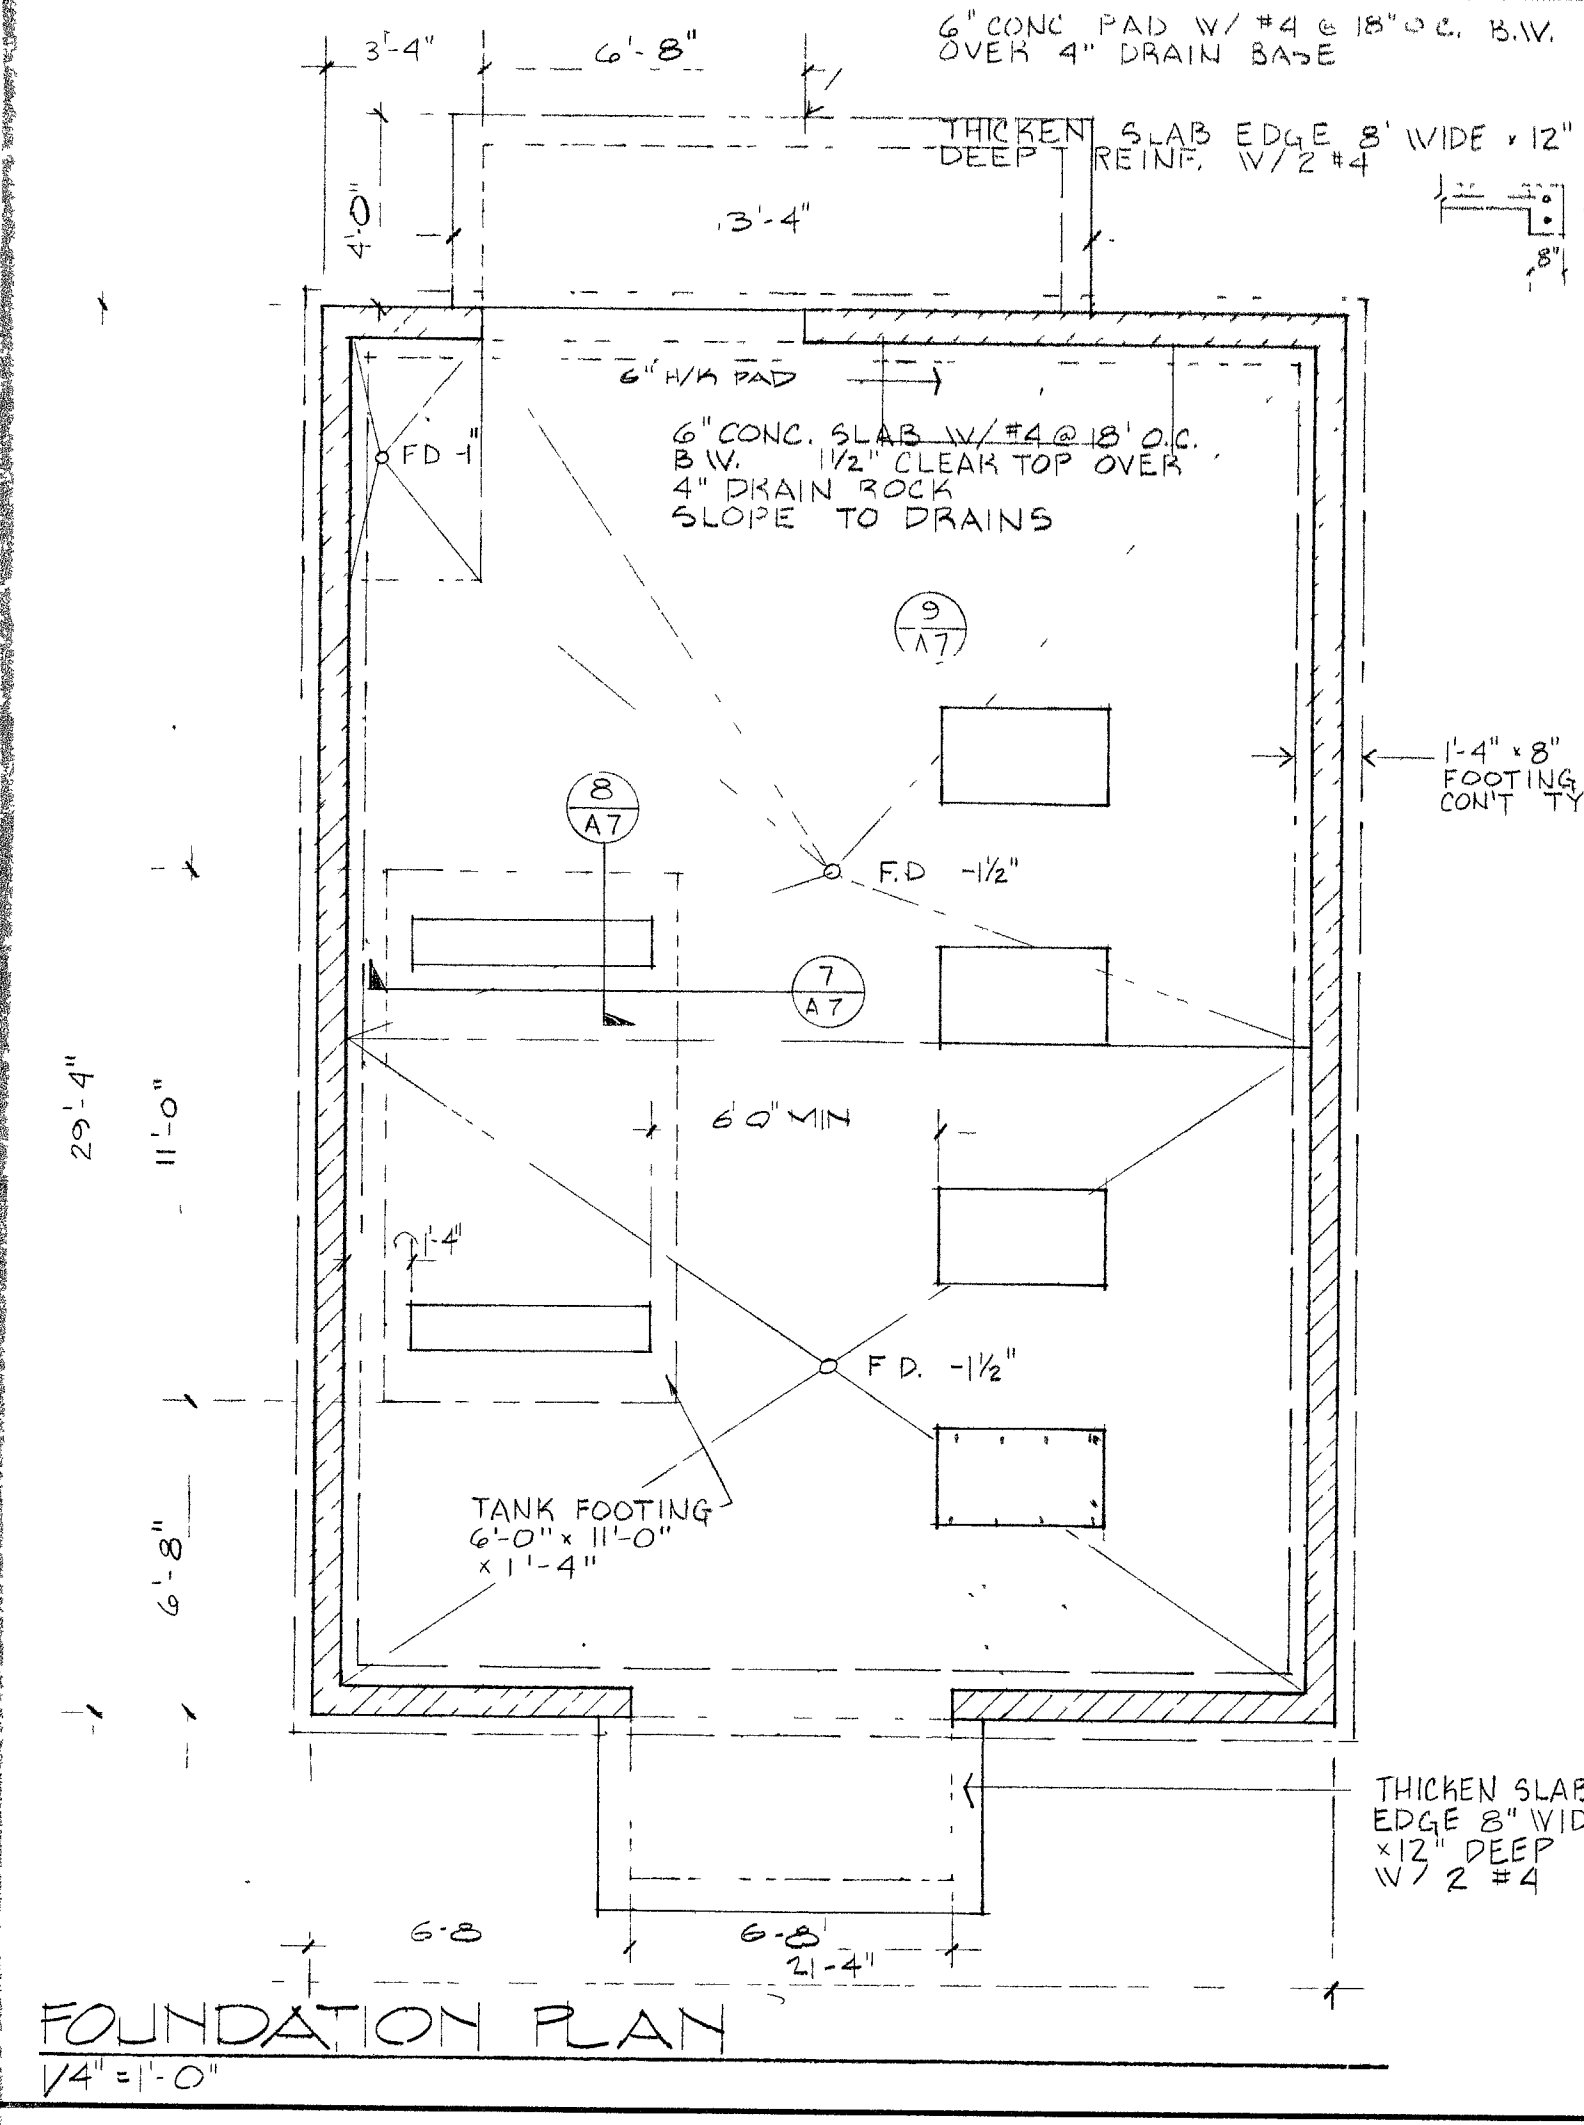 3'-4"
6'-8"
6" CONC PAD W/ #4 @ 18" O.C. B.W.
OVER 4" DRAIN BASE
THICKEN SLAB EDGE 8' WIDE x 12"
DEEP REINF. W/ 2 #4
4'-0"
3'-4"
8"
6" H/K PAD
6" CONC. SLAB W/ #4 @ 18' O.C.
B.W. 1 1/2" CLEAR TOP OVER
4" DRAIN ROCK
SLOPE TO DRAINS
FD -1"
9
A7
1'-4" x 8"
FOOTING
CON'T TY
8
A7
F.D -1½"
7
A7
29'-4"
11'-0"
6'0" MIN
1'-4"
F D. -1½"
TANK FOOTING
6'-0" x 11'-0"
x 1'-4"
6'-8"
THICKEN SLAB
EDGE 8" WID
x12" DEEP
W/ 2 #4
6-8
6-8'
21-4"
FOUNDATION PLAN
1/4" = 1'-0"